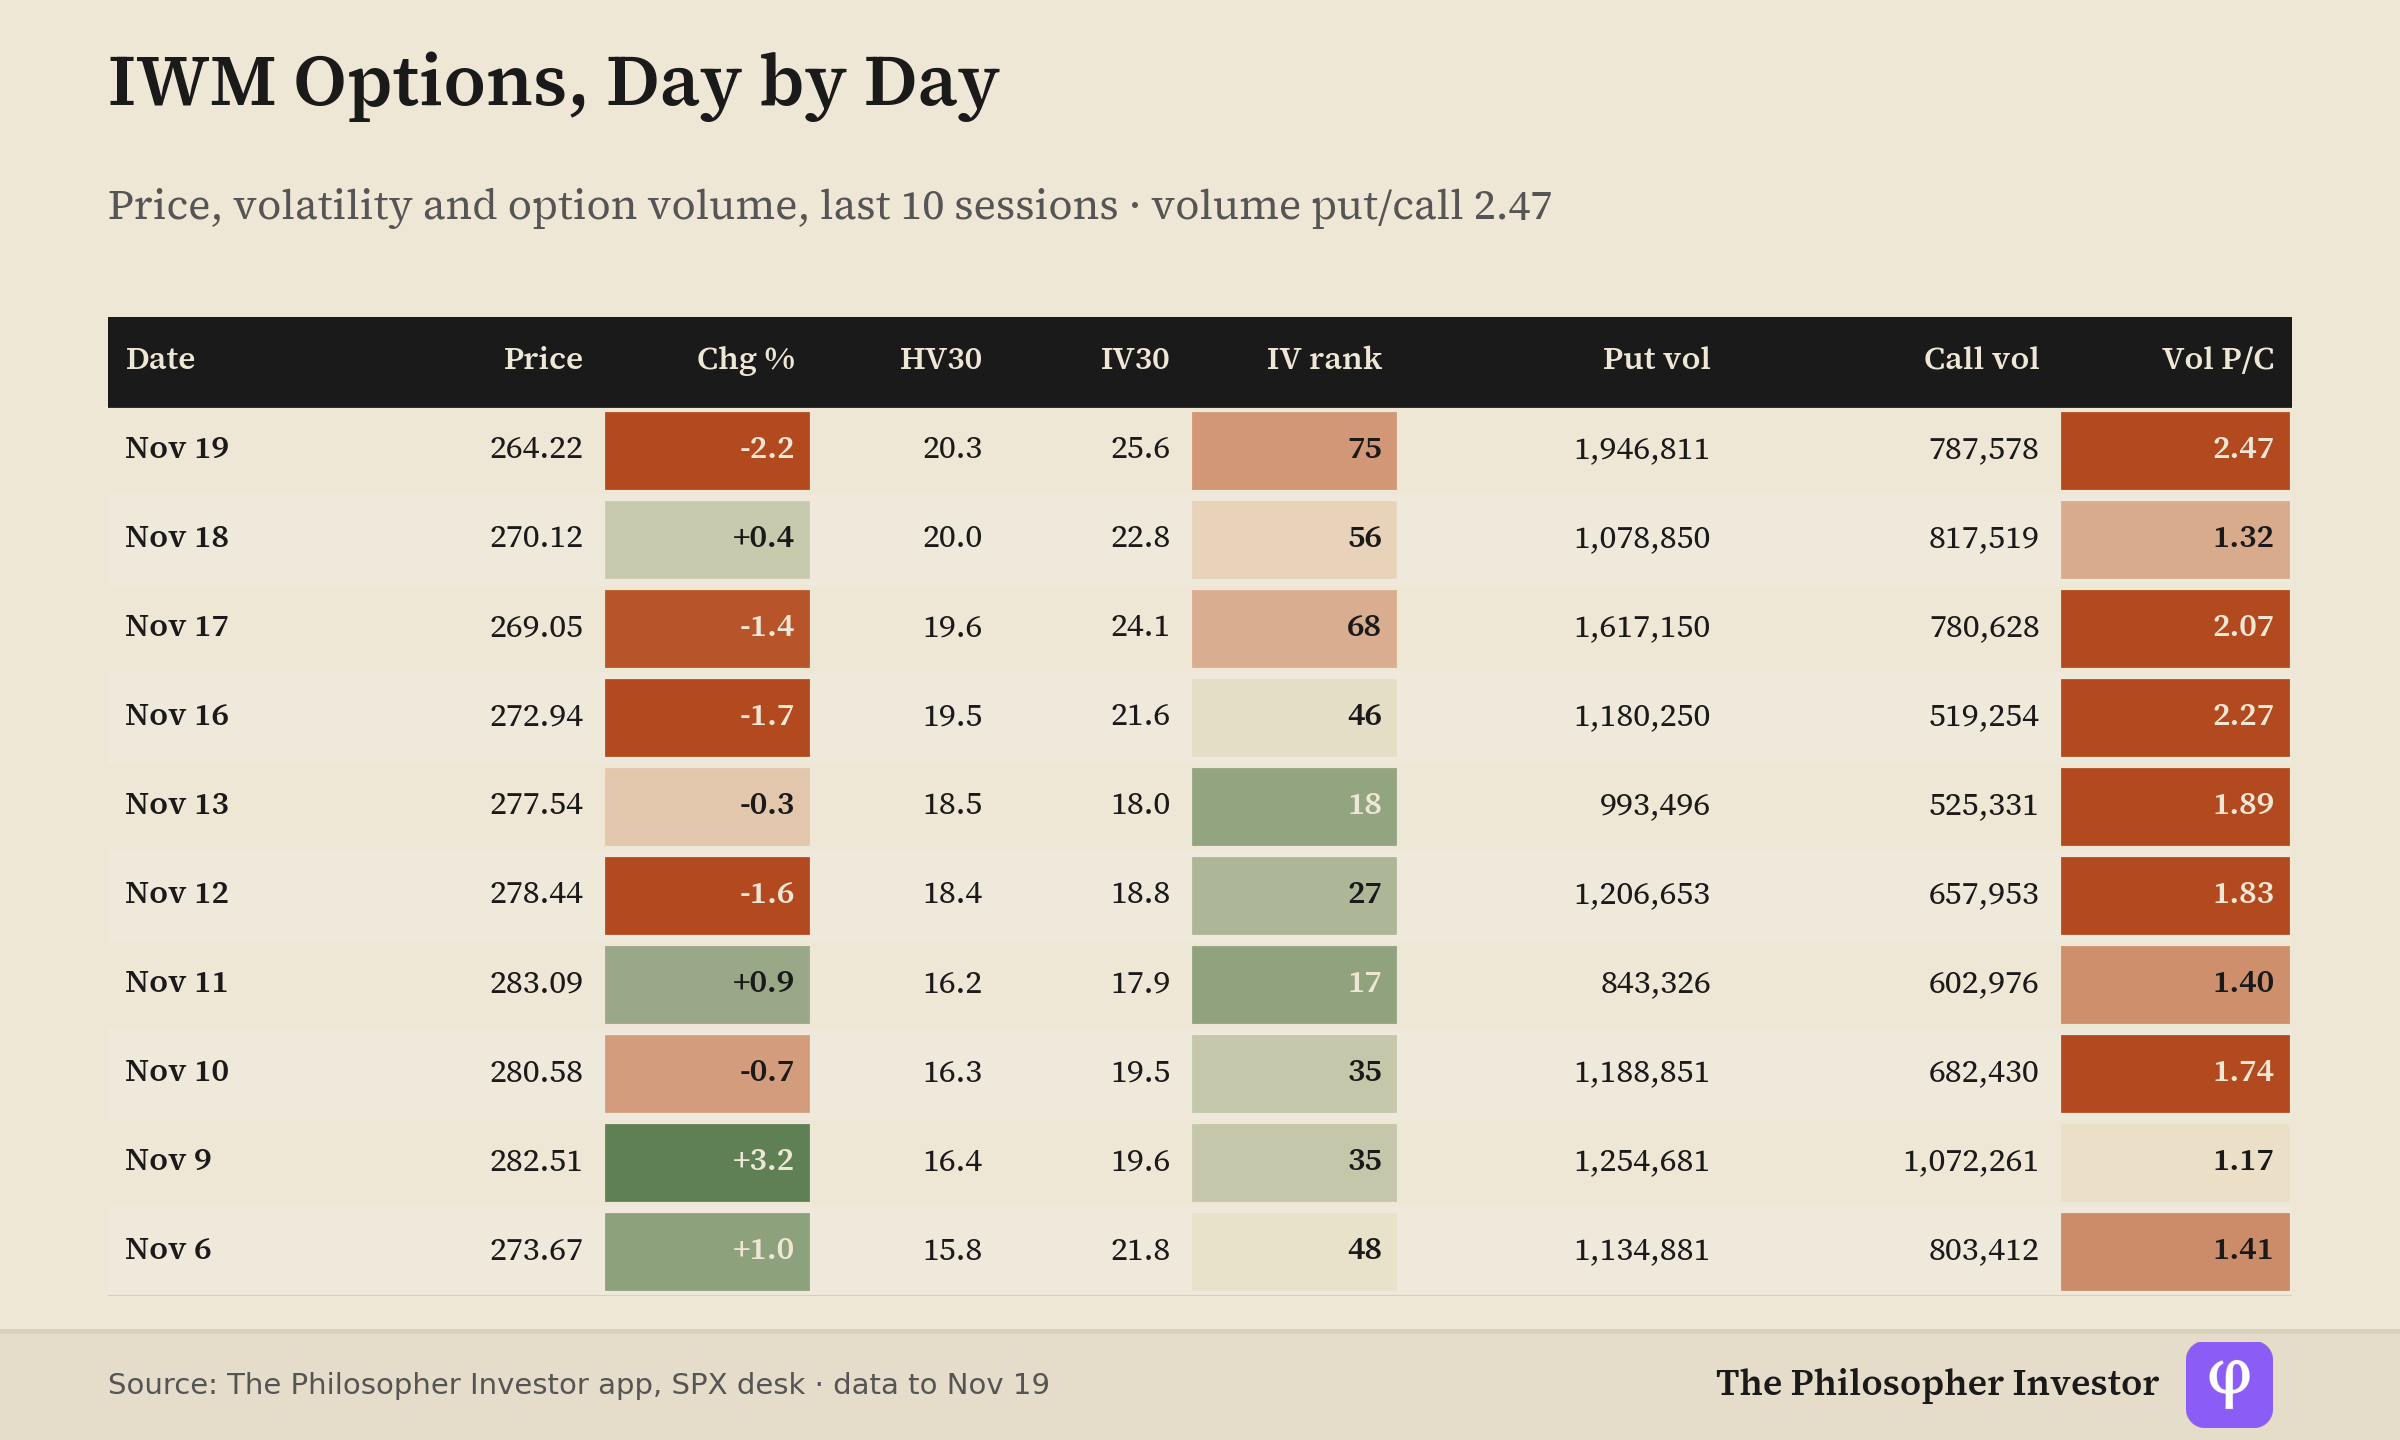 IWM Options, Day by Day
Price, volatility and option volume, last 10 sessions · volume put/call 2.47
Date Price Chg % HV30 IV30 IV rank Put vol Call vol Vol P/C
Nov 19 264.22 -2.2 20.3 25.6 75 1,946,811 787,578 2.47
Nov 18 270.12 +0.4 20.0 22.8 56 1,078,850 817,519 1.32
Nov 17 269.05 -1.4 19.6 24.1 68 1,617,150 780,628 2.07
Nov 16 272.94 -1.7 19.5 21.6 46 1,180,250 519,254 2.27
Nov 13 277.54 -0.3 18.5 18.0 18 993,496 525,331 1.89
Nov 12 278.44 -1.6 18.4 18.8 27 1,206,653 657,953 1.83
Nov 11 283.09 +0.9 16.2 17.9 17 843,326 602,976 1.40
Nov 10 280.58 -0.7 16.3 19.5 35 1,188,851 682,430 1.74
Nov 9 282.51 +3.2 16.4 19.6 35 1,254,681 1,072,261 1.17
Nov 6 273.67 +1.0 15.8 21.8 48 1,134,881 803,412 1.41
Source: The Philosopher Investor app, SPX desk · data to Nov 19
The Philosopher Investor φ